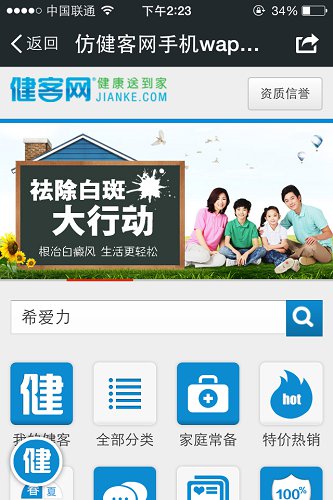 中国联通 下午2:23 34%
返回 仿健客网手机wap...
健客网 健康送到家
JIANKE.COM
资质信誉
祛除白斑
大行动
根治白癜风 生活更轻松
希爱力
健 hot
我的健客 全部分类 家庭常备 特价热销
健
春 夏 100%